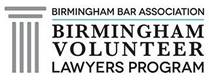 BIRMINGHAM BAR ASSOCIATION
BIRMINGHAM
VOLUNTEER
LAWYERS PROGRAM